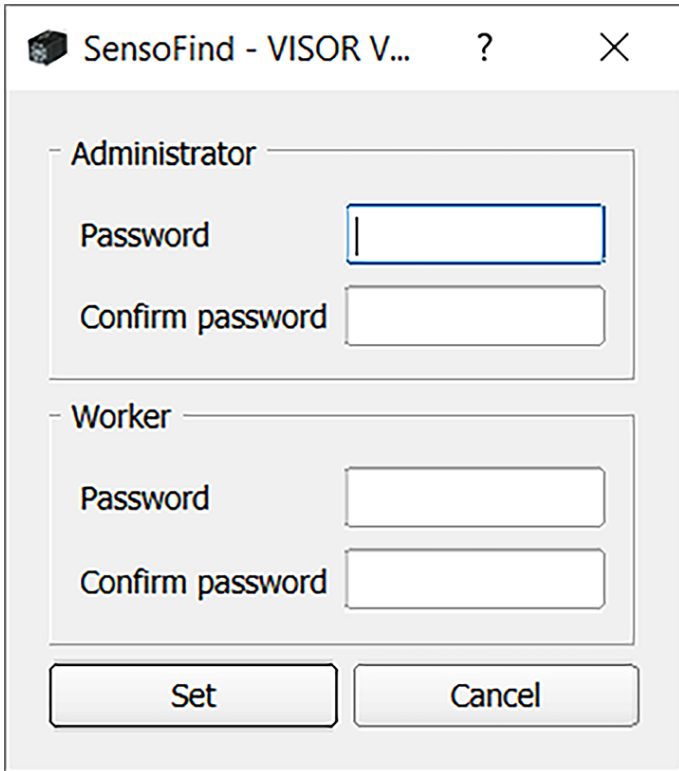 SensoFind - VISOR V... ?
Administrator
Password
Confirm password
Worker
Password
Confirm password
Set Cancel